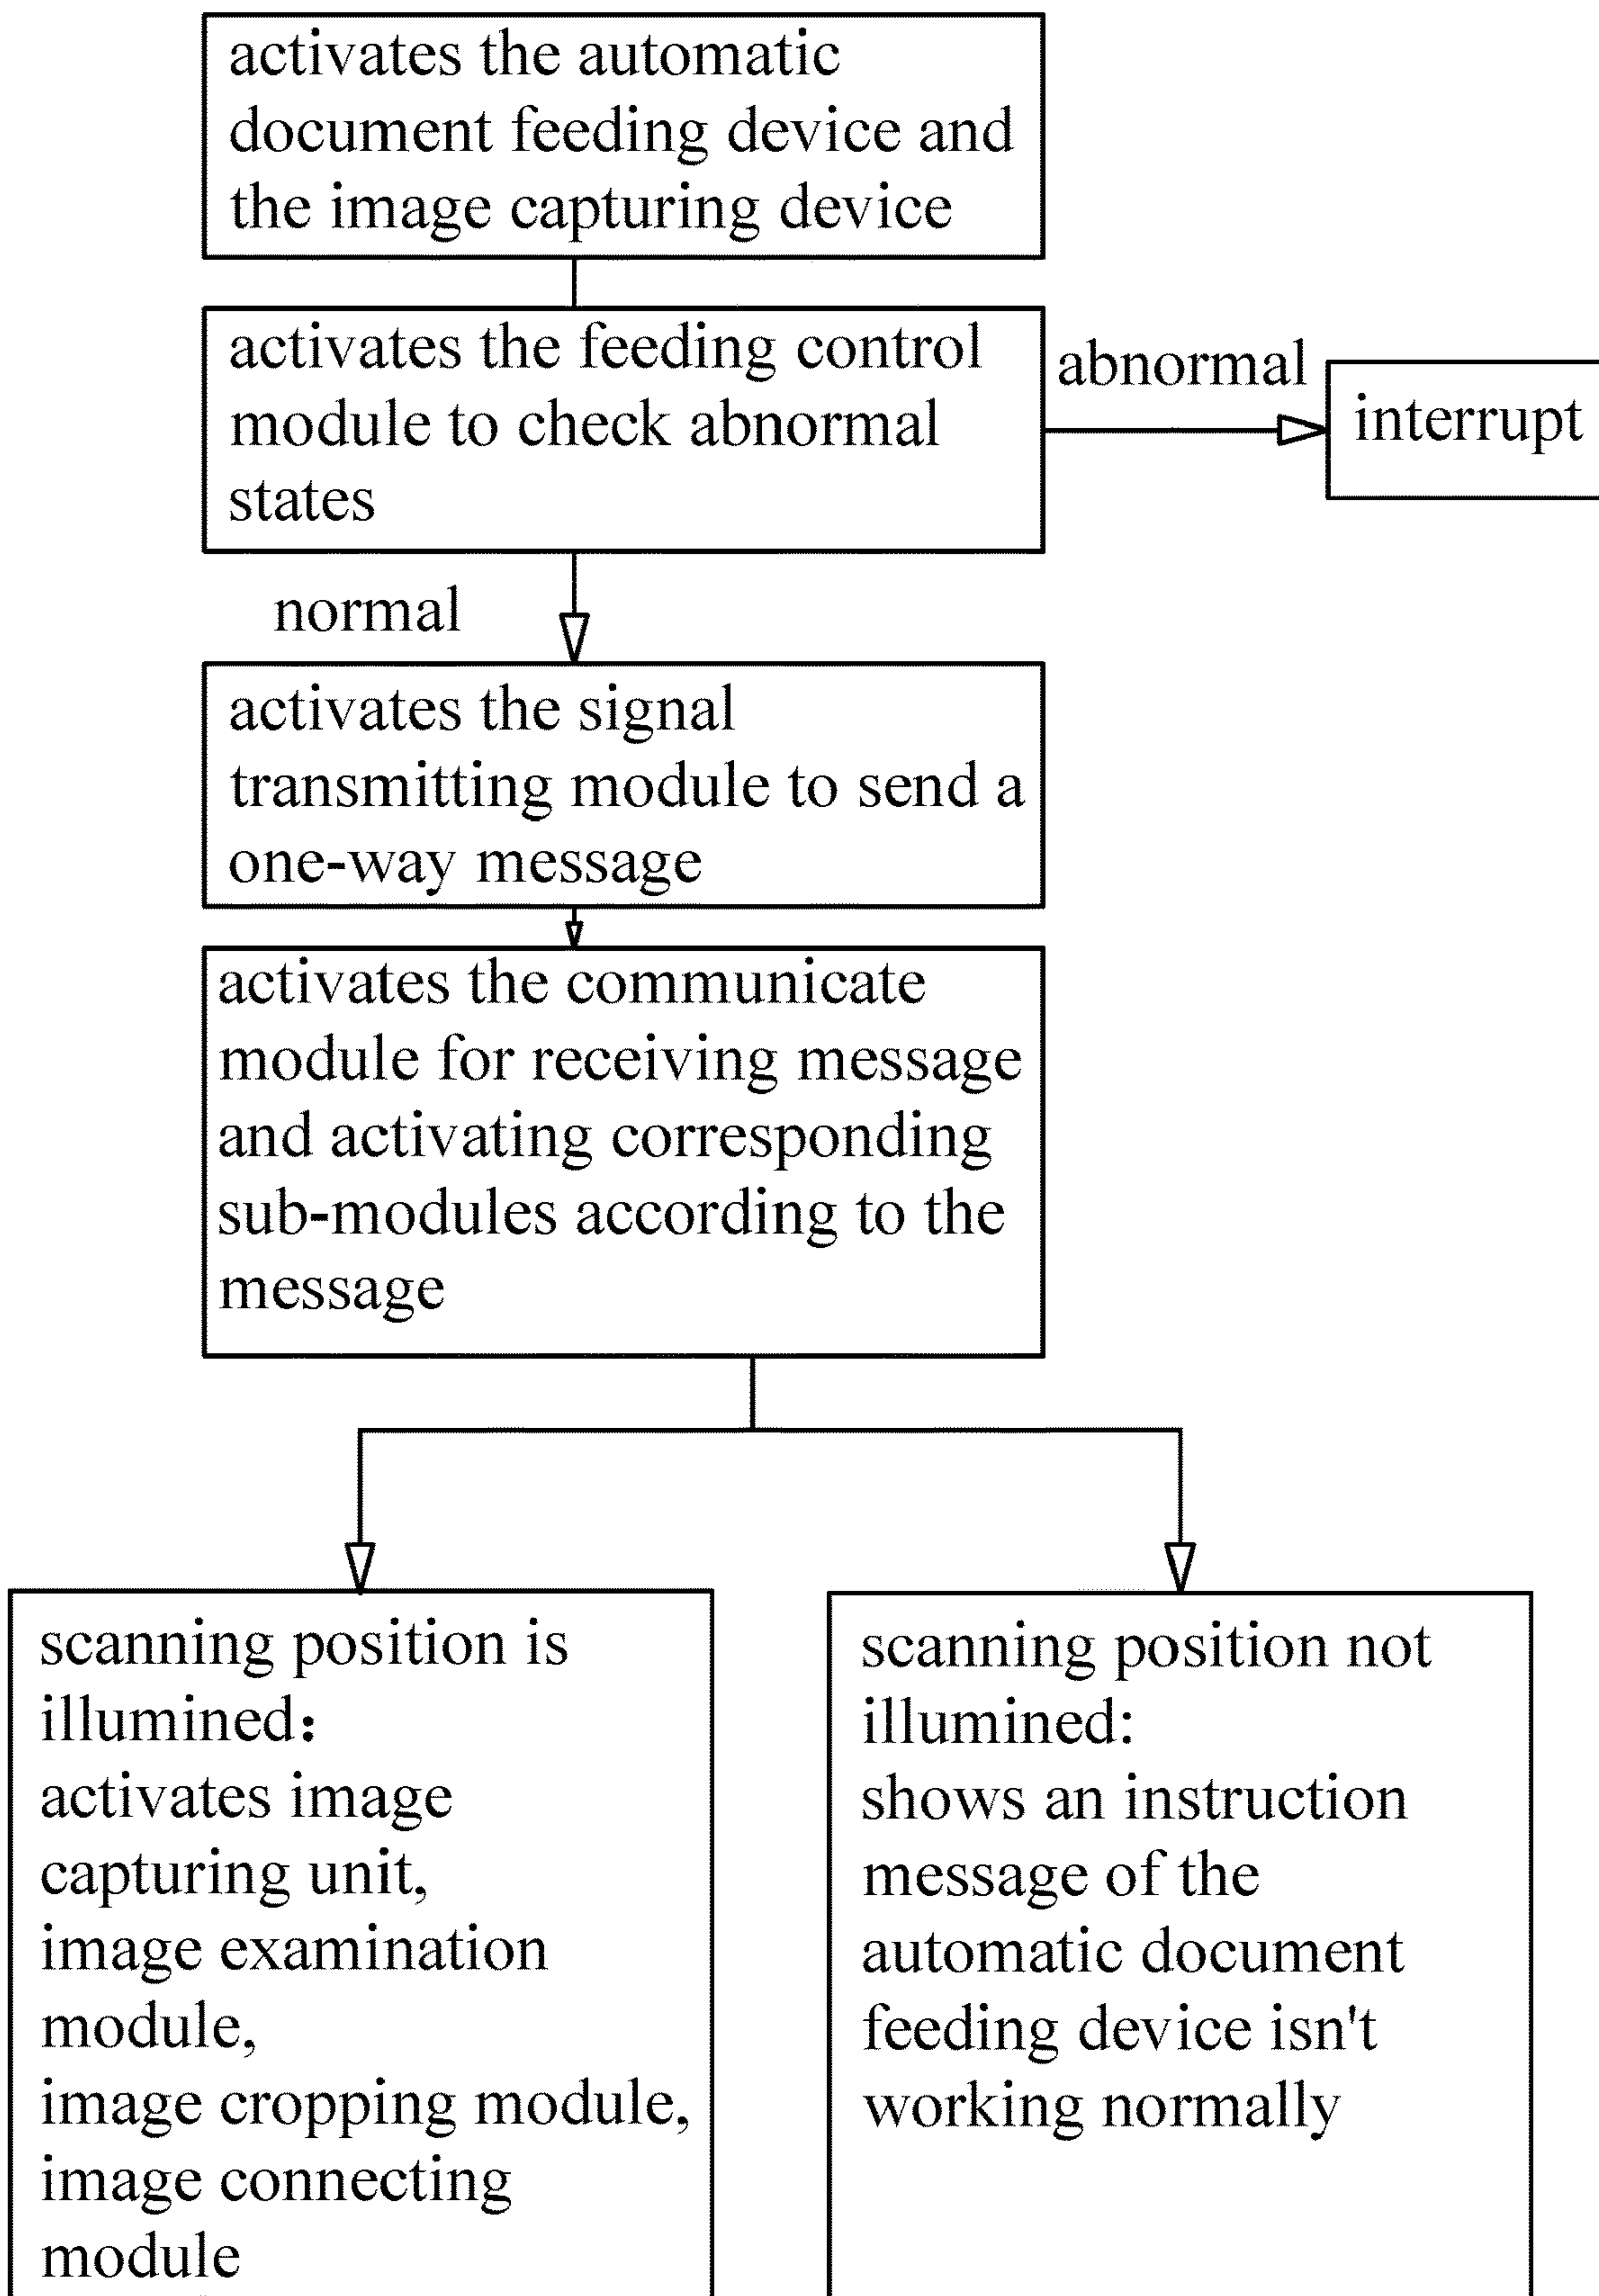 activates the automatic
document feeding device and
the image capturing device
activates the feeding control
module to check abnormal
states
abnormal
interrupt
normal
activates the signal
transmitting module to send a
one-way message
activates the communicate
module for receiving message
and activating corresponding
sub-modules according to the
message
scanning position is
illumined：
activates image
capturing unit,
image examination
module,
image cropping module,
image connecting
module
scanning position not
illumined:
shows an instruction
message of the
automatic document
feeding device isn't
working normally